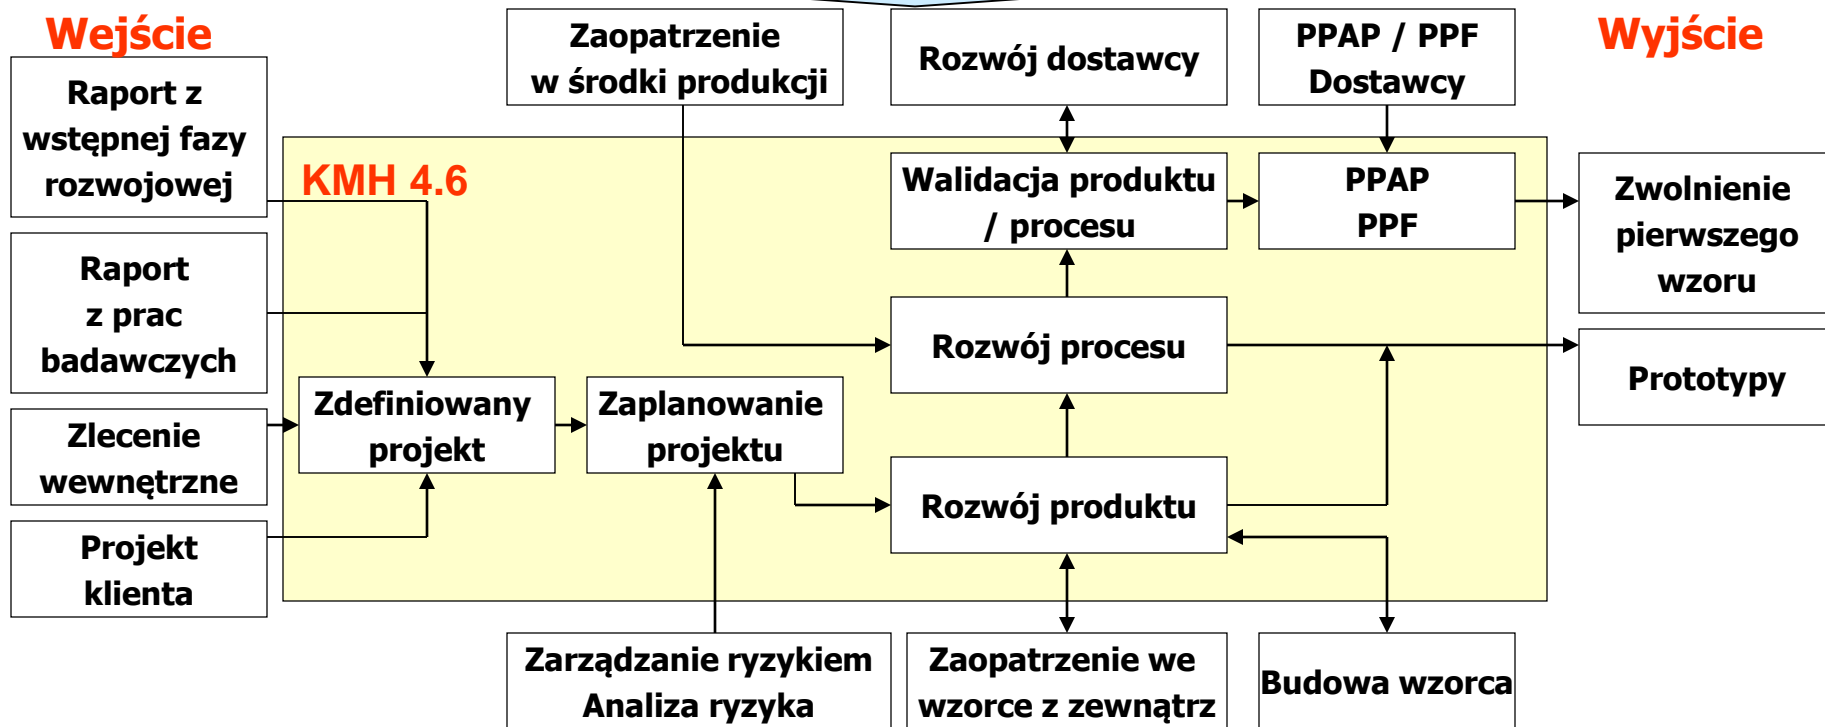 Wejście
Raport z
wstępnej fazy
rozwojowej
Raport
z prac
badawczych
Zlecenie
wewnętrzne
Projekt
klienta
Zaopatrzenie
w środki produkcji
Rozwój dostawcy
PPAP / PPF
Dostawcy
KMH 4.6
Walidacja produktu
/ procesu
PPAP
PPF
Rozwój procesu
Zdefiniowany
projekt
Zaplanowanie
projektu
Rozwój produktu
Zarządzanie ryzykiem
Analiza ryzyka
Zaopatrzenie we
wzorce z zewnątrz
Budowa wzorca
Wyjście
Zwolnienie
pierwszego
wzoru
Prototypy